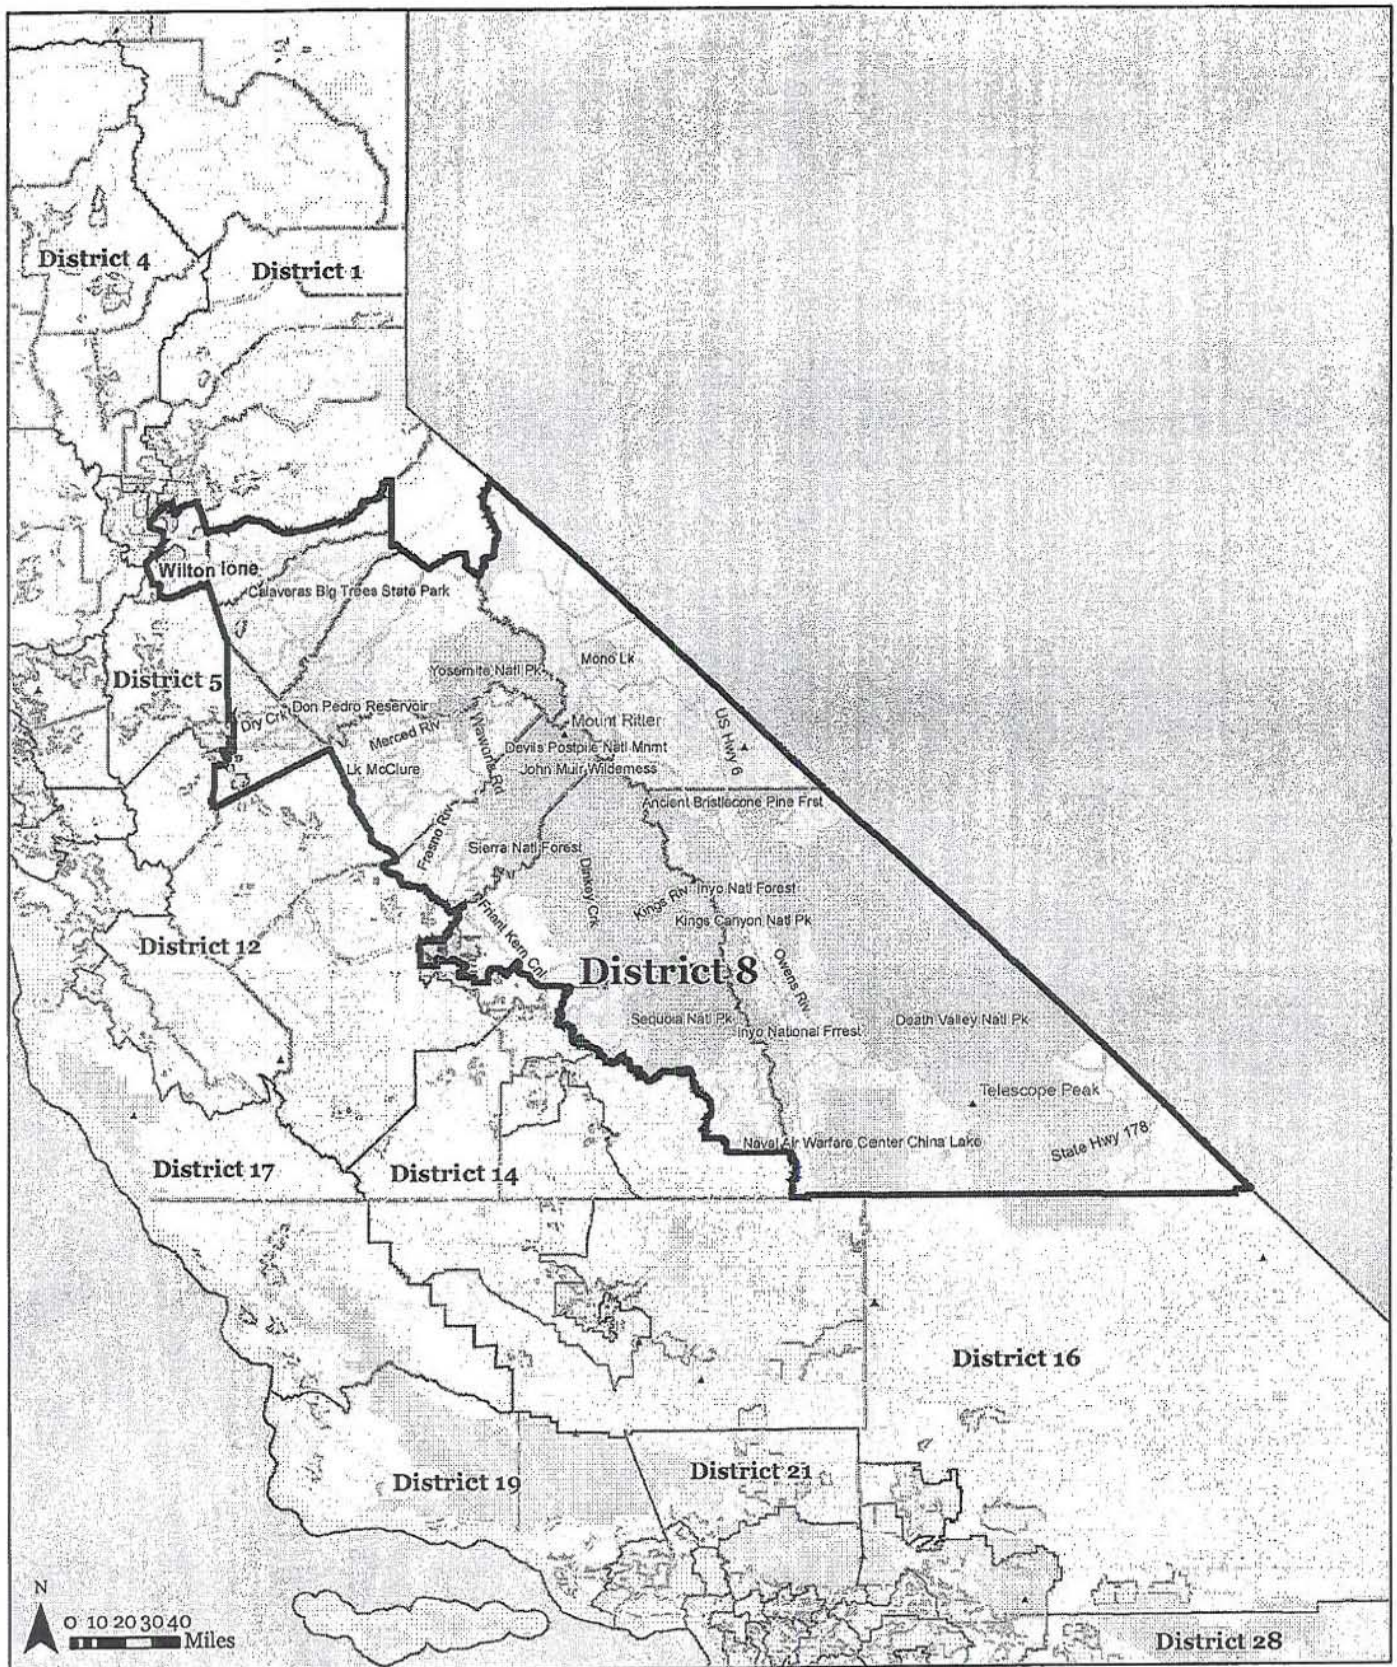 District 4
District 1
Wilton Ione
Calaveras Big Trees State Park
Yosemite Natl Pk
Mono Lk
District 5
Don Pedro Reservoir
Dry Crk
Merced Riv
Wawona Rd
Mount Ritter
US Hwy 6
Devils Postpile Natl Mnmt
Lk McClure
John Muir Wilderness
Ancient Bristlecone Pine Frst
Fresno Riv
Sierra Natl Forest
Dinkey Crk
Kings Riv
Inyo Natl Forest
Kings Canyon Natl Pk
Friant Kern Cnl
District 12
District 8
Owens Riv
Sequoia Natl Pk
Inyo National Frrest
Death Valley Natl Pk
Telescope Peak
Naval Air Warfare Center China Lake
State Hwy 178
District 17
District 14
District 16
District 19
District 21
N
0 10 20 30 40
Miles
District 28